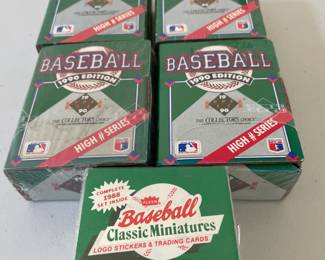 HIGH # SERIES
HIGH # SERIES
BASEBALL
1990 EDITION
THE COLLECTOR'S CHOICE
HIGH # SERIES
BASEBALL
1990 EDITION
THE COLLECTOR'S CHOICE
HIGH # SERIES
COMPLETE
1988
SET INSIDE
FLEER
Baseball
Classic Miniatures
LOGO STICKERS & TRADING CARDS